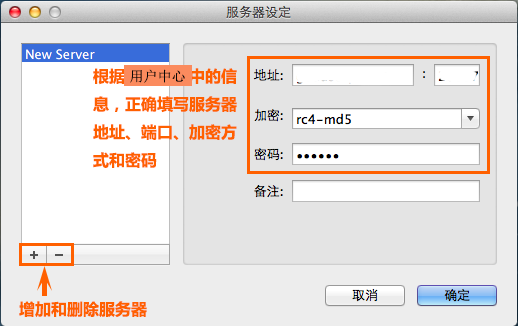 服务器设定
New Server
根据 用户中心 中的信
息，正确填写服务器
地址、端口、加密方
式和密码
地址:
:
加密:
rc4-md5
密码:
••••••
备注:
+ −
增加和删除服务器
取消
确定